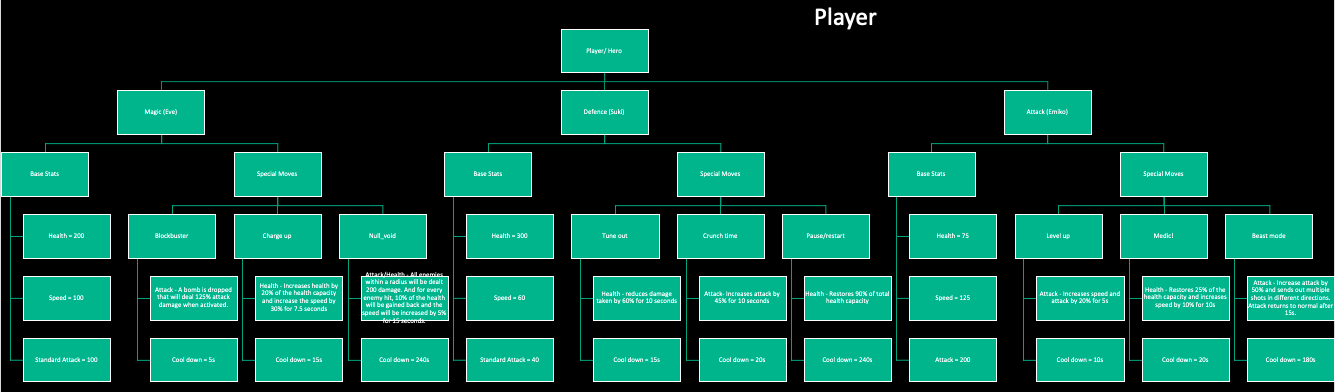 Player
Player/ Hero
Magic (Eve)
Defence (Suki)
Attack (Emiko)
Base Stats
Special Moves
Base Stats
Special Moves
Base Stats
Special Moves
Health = 200
Blockbuster
Charge up
Null_void
Health = 300
Tune out
Crunch time
Pause/restart
Health = 75
Level up
Medic!
Beast mode
Speed = 100
Attack - A bomb is dropped
that will deal 125% attack
damage when activated.
Health - Increases health by
20% of the health capacity
and increase the speed by
30% for 7.5 seconds
Attack/Health - All enemies
within a radius will be dealt
200 damage. And for every
enemy hit, 10% of the health
will be gained back and the
speed will be increased by 5%
for 15 seconds.
Speed = 60
Health - reduces damage
taken by 60% for 10 seconds
Attack- Increases attack by
45% for 10 seconds
Health - Restores 90% of total
health capacity
Speed = 125
Attack - Increases speed and
attack by 20% for 5s
Health - Restores 25% of the
health capacity and increases
speed by 10% for 10s
Attack - Increase attack by
50% and sends out multiple
shots in different directions.
Attack returns to normal after
15s.
Standard Attack = 100
Cool down = 5s
Cool down = 15s
Cool down = 240s
Standard Attack = 40
Cool down = 15s
Cool down = 20s
Cool down = 240s
Attack = 200
Cool down = 10s
Cool down = 20s
Cool down = 180s